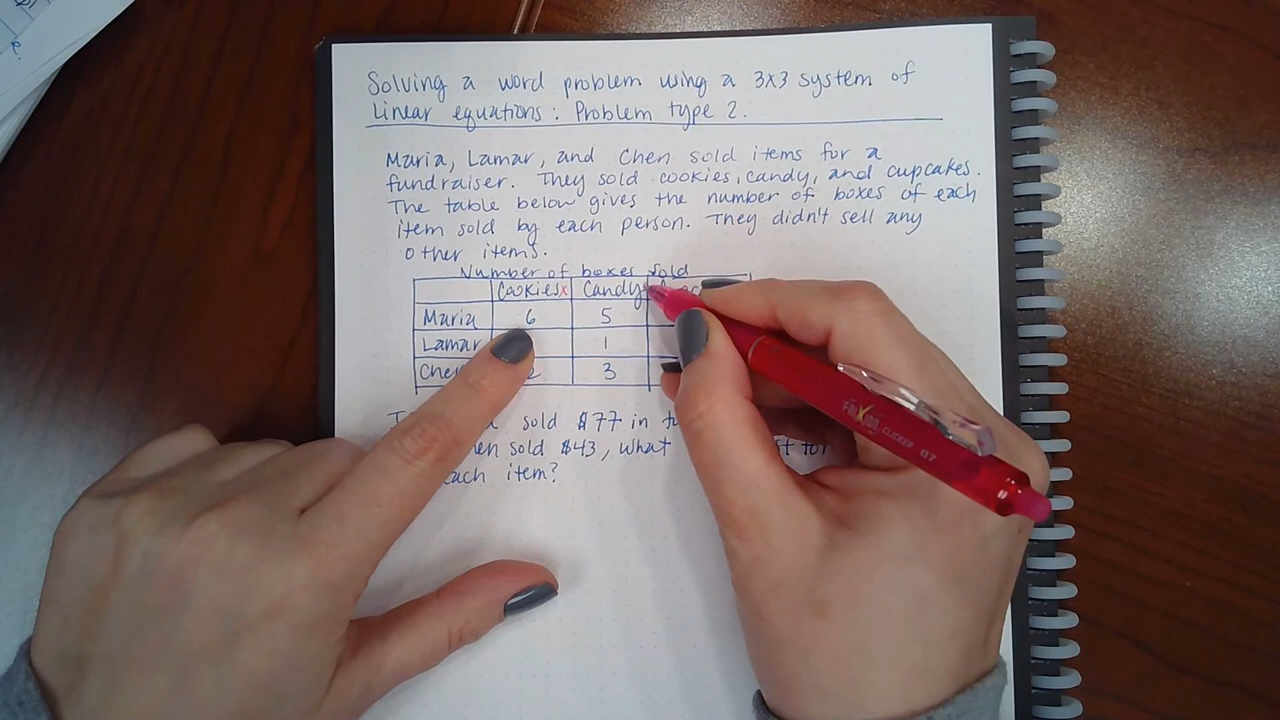 Solving a word problem using a 3x3 system of
Linear equations: Problem type 2.
Maria, Lamar, and Chen sold items for a
fundraiser. They sold cookies, candy, and cupcakes.
The table below gives the number of boxes of each
item sold by each person. They didn't sell any
other items.
Number of boxes sold
Cookies x Candy
Maria 6 5
Lamar 1
3
sold $77 in
sold $43, what
each item?
FRIXION CLICKER 07